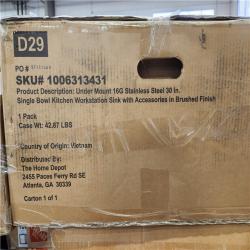 D29
PO #
SKU# 1006313431
Product Description: Under Mount 16G Stainless Steel 30 in.
Single Bowl Kitchen Workstation Sink with Accessories in Brushed Finish
1 Pack
Case Weight: 42.87 LBS
Country of Origin: Vietnam
Distributed By:
The Home Depot
2455 Paces Ferry Rd SE
Atlanta, GA 30339
Carton 1 of 1